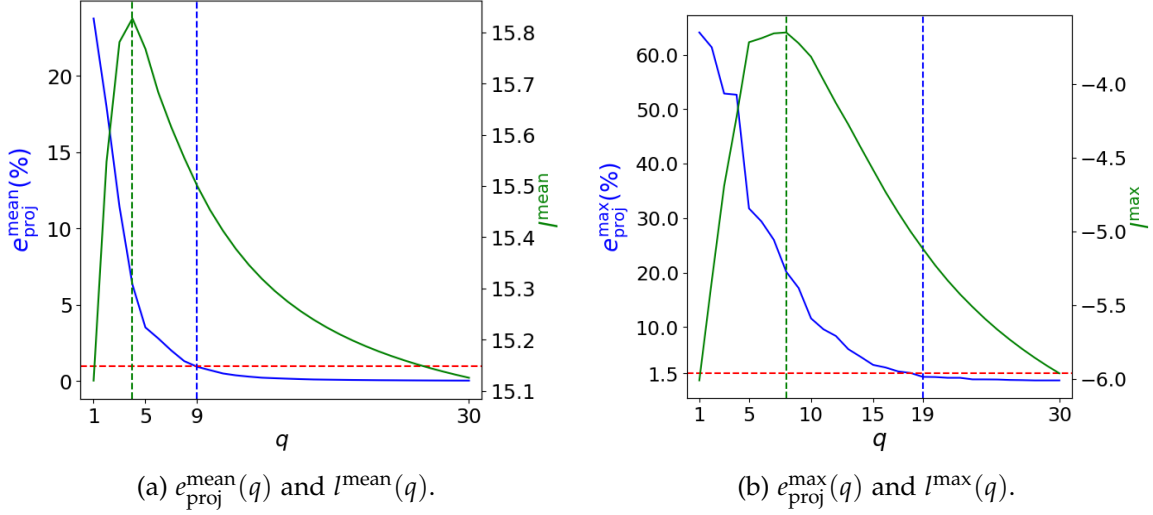 20
15
10
5
0
e_proj^mean(%)
15.8
15.7
15.6
15.5
15.4
15.3
15.2
15.1
l^mean
1 5 9 30
q
(a) e_proj^mean(q) and l^mean(q).
60.0
50.0
40.0
30.0
20.0
10.0
1.5
e_proj^max(%)
−4.0
−4.5
−5.0
−5.5
−6.0
l^max
1 5 10 15 19 30
q
(b) e_proj^max(q) and l^max(q).